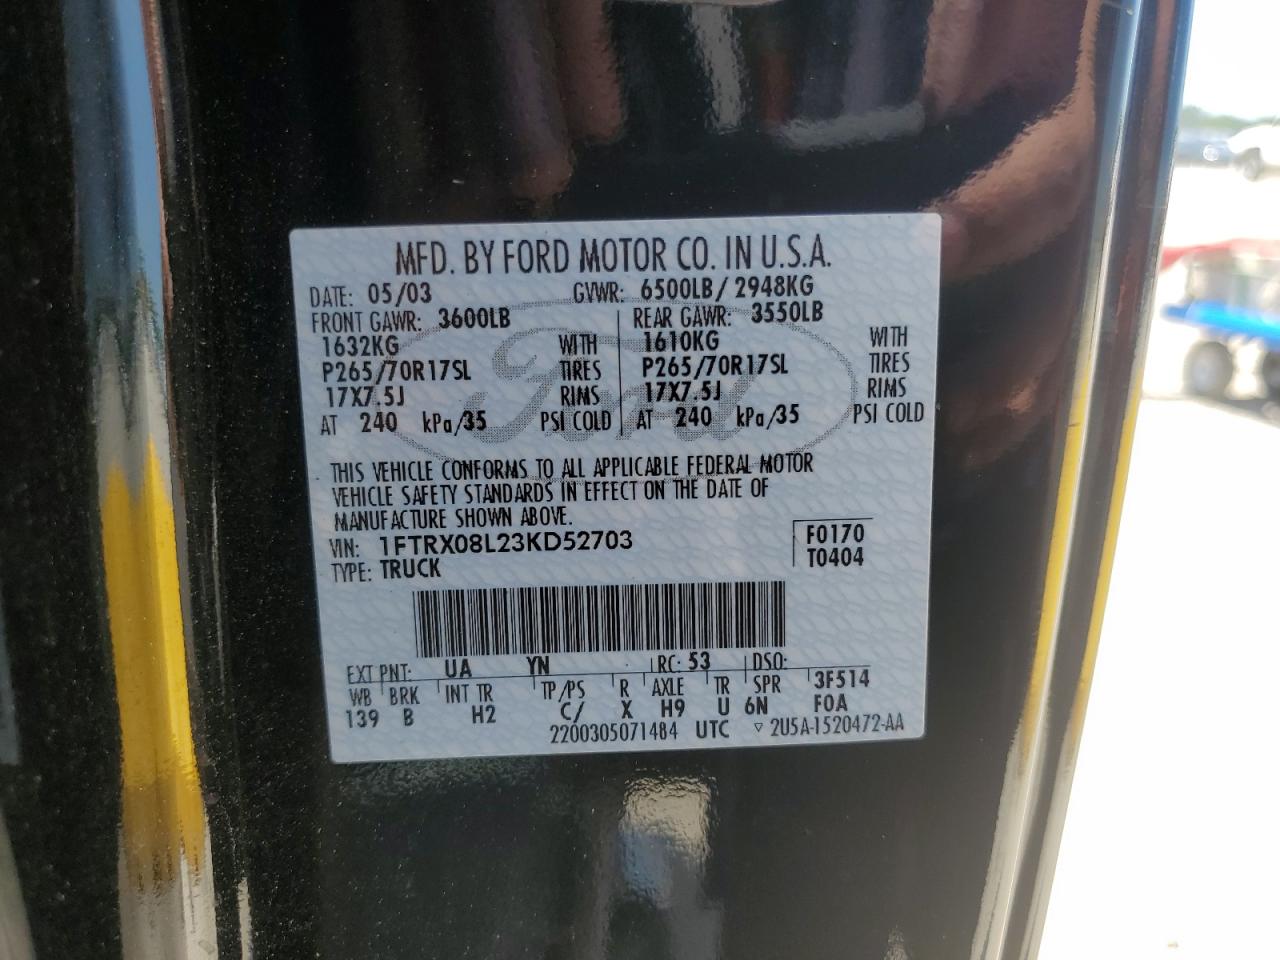 MFD. BY FORD MOTOR CO. IN U.S.A.
DATE: 05/03 GVWR: 6500LB/2948KG
FRONT GAWR: 3600LB REAR GAWR: 3550LB
1632KG WITH 1610KG WITH
P265/70R17SL TIRES P265/70R17SL TIRES
17X7.5J RIMS 17X7.5J RIMS
AT 240 kPa/35 PSI COLD AT 240 kPa/35 PSI COLD
Ford
THIS VEHICLE CONFORMS TO ALL APPLICABLE FEDERAL MOTOR
VEHICLE SAFETY STANDARDS IN EFFECT ON THE DATE OF
MANUFACTURE SHOWN ABOVE.
VIN: 1FTRX08L23KD52703 F0170
TYPE: TRUCK T0404
EXT PNT: UA YN RC: 53 DSO:
WB BRK INT TR TP/PS R AXLE TR SPR 3F514
139 B H2 C/ X H9 U 6N FOA
2200305071484 UTC ▽ 2U5A-1520472-AA